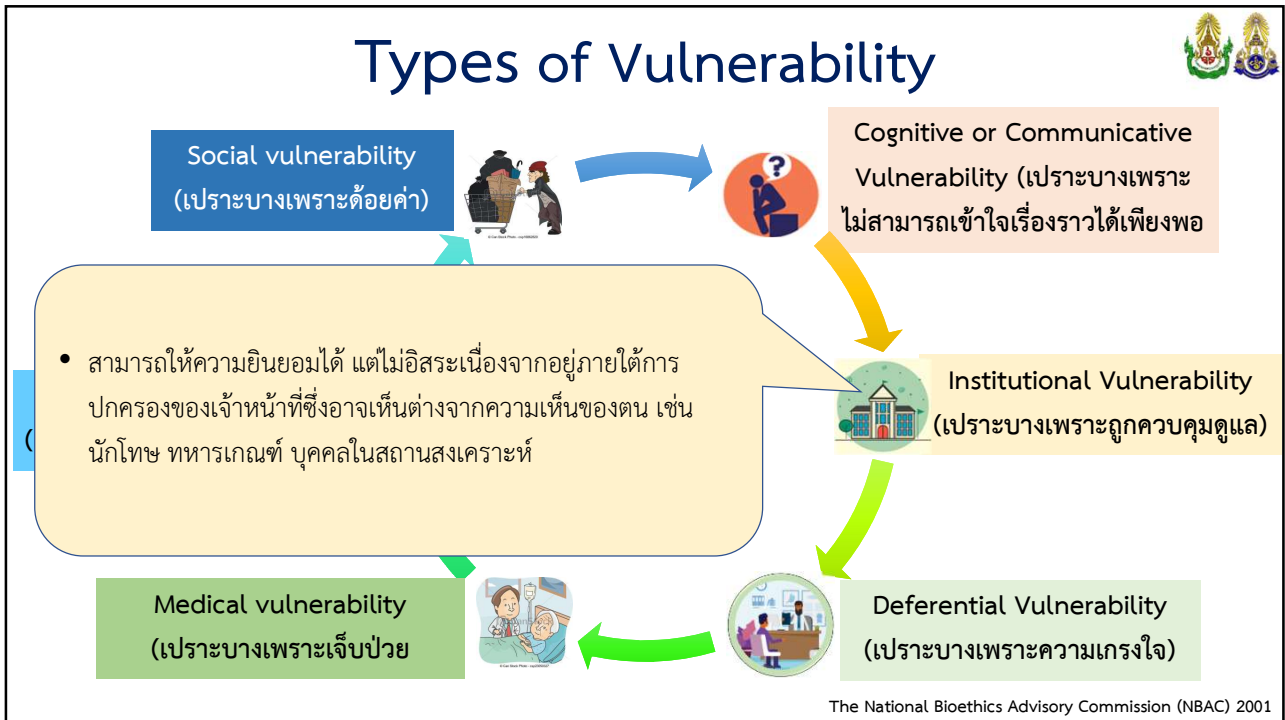 Types of Vulnerability
Social vulnerability
(เปราะบางเพราะด้อยค่า)
Cognitive or Communicative
Vulnerability (เปราะบางเพราะ
ไม่สามารถเข้าใจเรื่องราวได้เพียงพอ
• สามารถให้ความยินยอมได้ แต่ไม่อิสระเนื่องจากอยู่ภายใต้การ
ปกครองของเจ้าหน้าที่ซึ่งอาจเห็นต่างจากความเห็นของตน เช่น
นักโทษ ทหารเกณฑ์ บุคคลในสถานสงเคราะห์
(
Institutional Vulnerability
(เปราะบางเพราะถูกควบคุมดูแล)
Medical vulnerability
(เปราะบางเพราะเจ็บป่วย
Deferential Vulnerability
(เปราะบางเพราะความเกรงใจ)
The National Bioethics Advisory Commission (NBAC) 2001